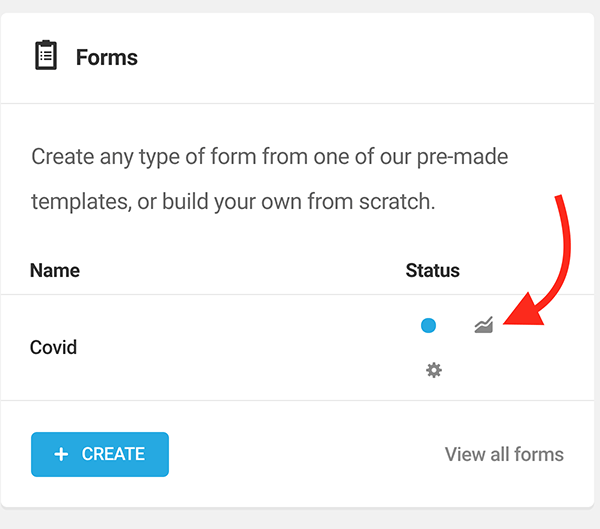 Forms
Create any type of form from one of our pre-made
templates, or build your own from scratch.
Name Status
Covid
+ CREATE View all forms